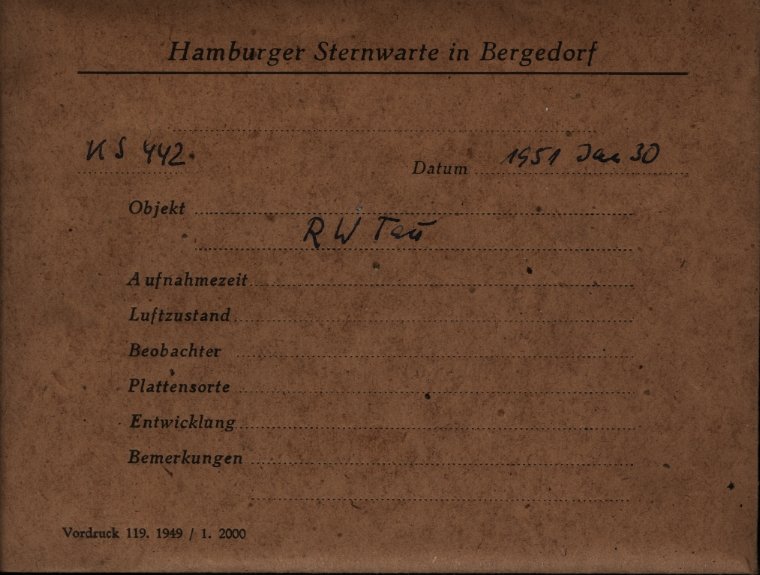 Hamburger Sternwarte in Bergedorf
KS 442.
Datum 1951 Jan 30
Objekt
RW Tau
Aufnahmezeit
Luftzustand
Beobachter
Plattensorte
Entwicklung
Bemerkungen
Vordruck 119. 1949 / 1. 2000